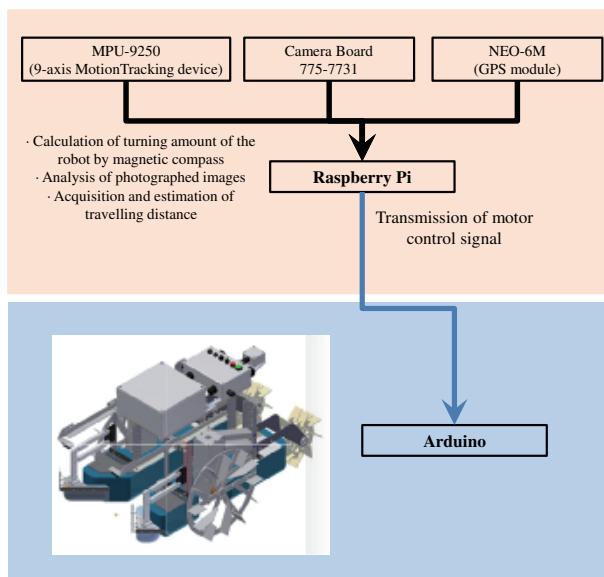 MPU-9250
(9-axis MotionTracking device)
Camera Board
775-7731
NEO-6M
(GPS module)
· Calculation of turning amount of the
robot by magnetic compass
· Analysis of photographed images
· Acquisition and estimation of
travelling distance
Raspberry Pi
Transmission of motor
control signal
Arduino